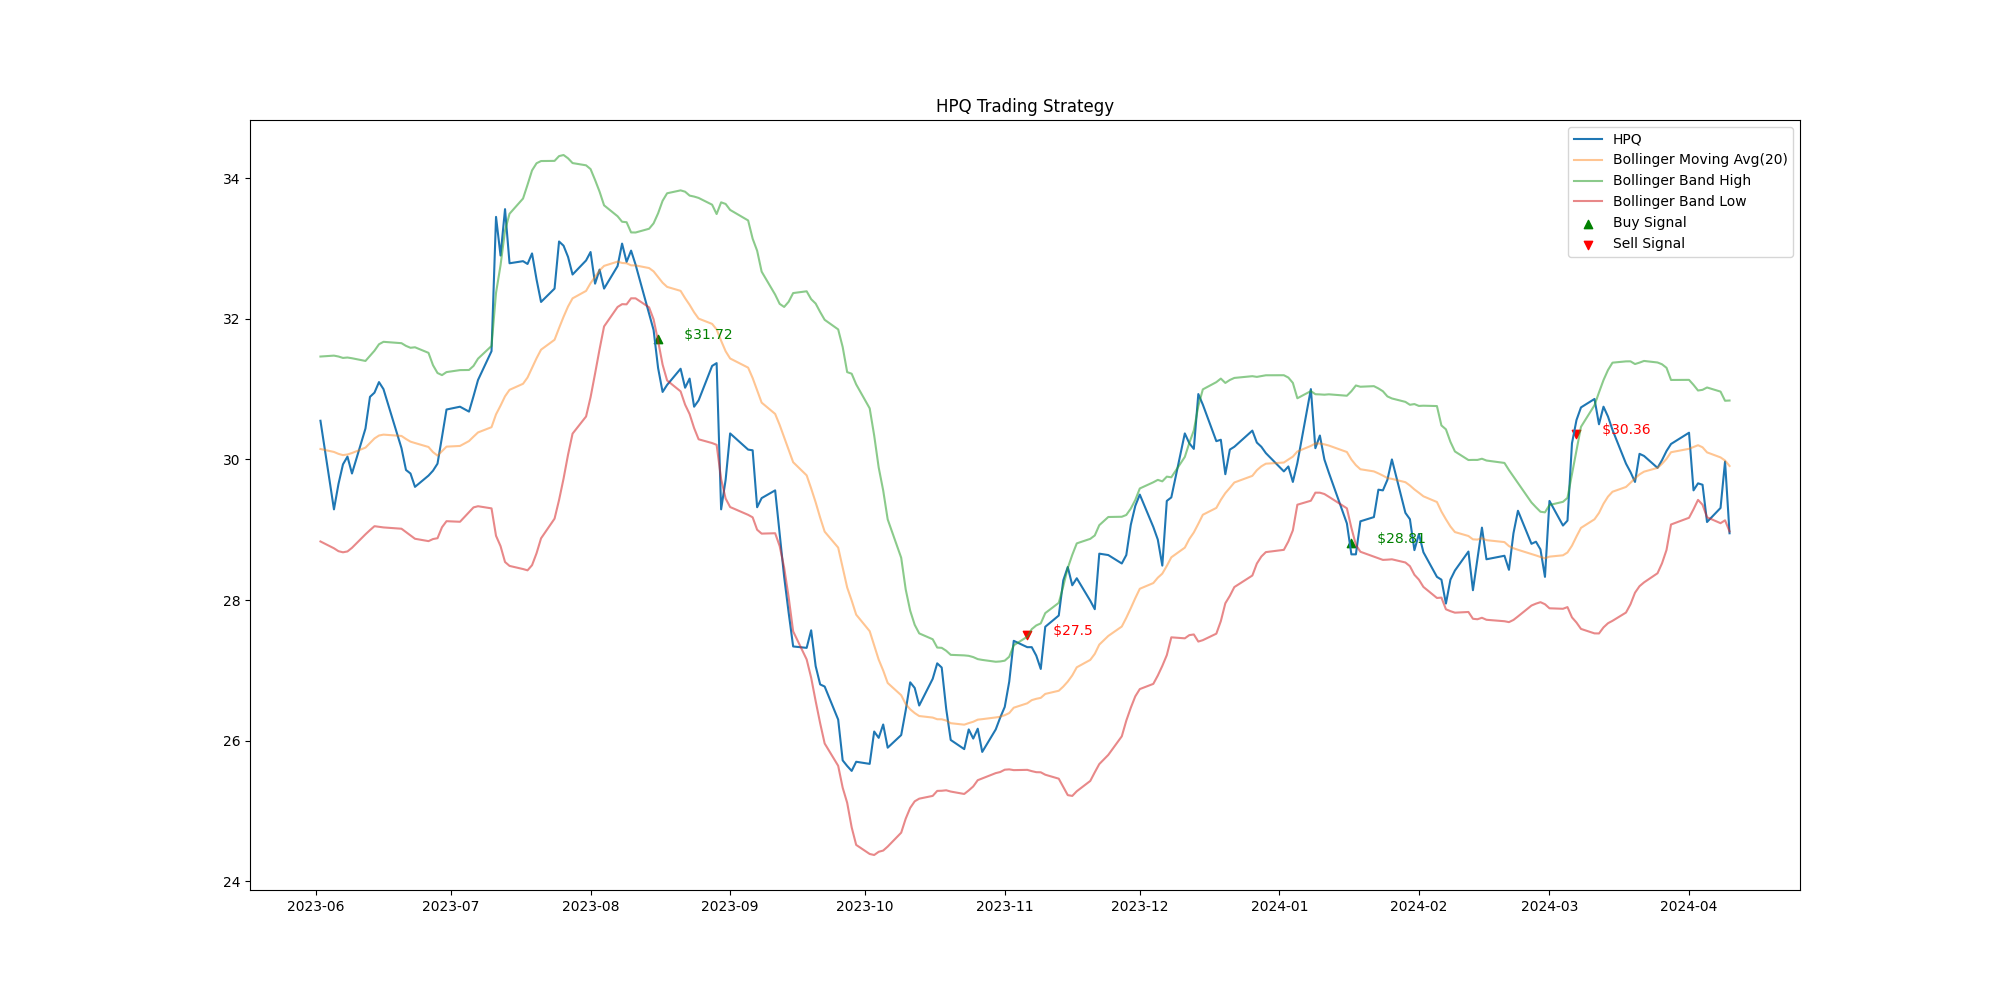 HPQ Trading Strategy
HPQ
Bollinger Moving Avg(20)
Bollinger Band High
Bollinger Band Low
Buy Signal
Sell Signal
34
32
30
28
26
24
$31.72
$30.36
$28.81
$27.5
2023-06 2023-07 2023-08 2023-09 2023-10 2023-11 2023-12 2024-01 2024-02 2024-03 2024-04